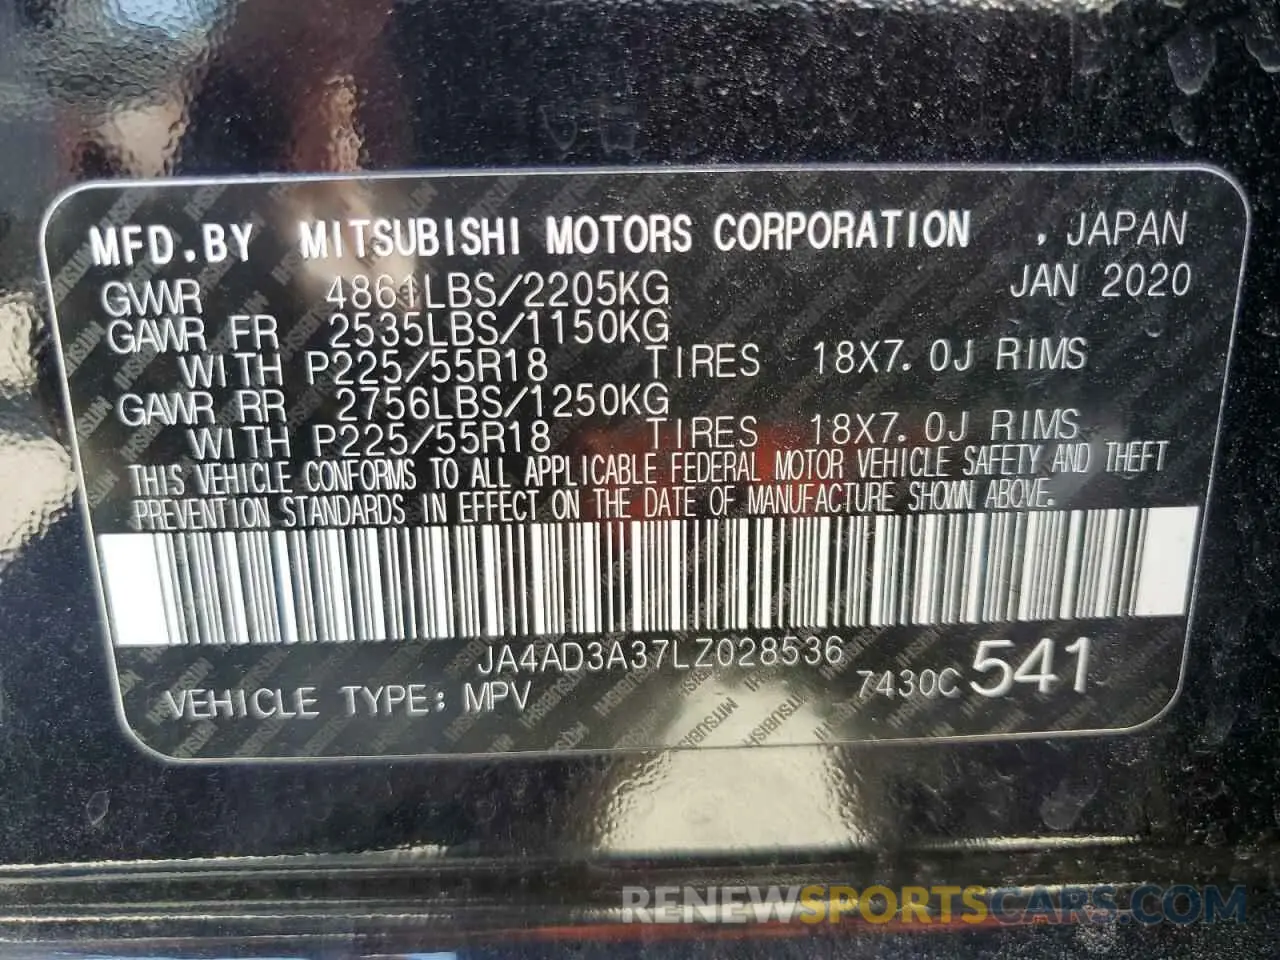 MFD.BY MITSUBISHI MOTORS CORPORATION , JAPAN
GVWR 4861LBS/2205KG JAN 2020
GAWR FR 2535LBS/1150KG
WITH P225/55R18 TIRES 18X7.0J RIMS
GAWR RR 2756LBS/1250KG
WITH P225/55R18 TIRES 18X7.0J RIMS
THIS VEHICLE CONFORMS TO ALL APPLICABLE FEDERAL MOTOR VEHICLE SAFETY AND THEFT
PREVENTION STANDARDS IN EFFECT ON THE DATE OF MANUFACTURE SHOWN ABOVE.
JA4AD3A37LZ028536
VEHICLE TYPE: MPV 7430C 541
RENEWSPORTSCARS.COM